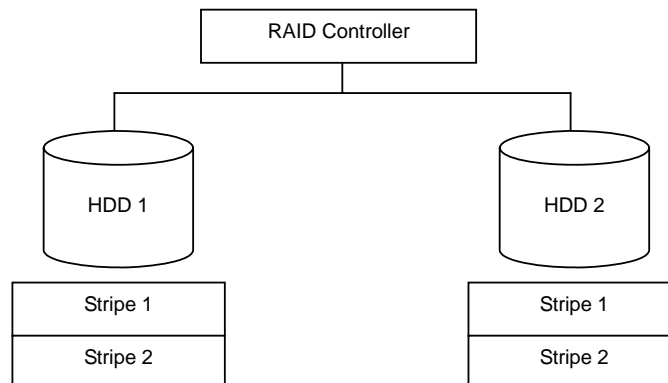 RAID Controller
HDD 1
HDD 2
Stripe 1
Stripe 1
Stripe 2
Stripe 2